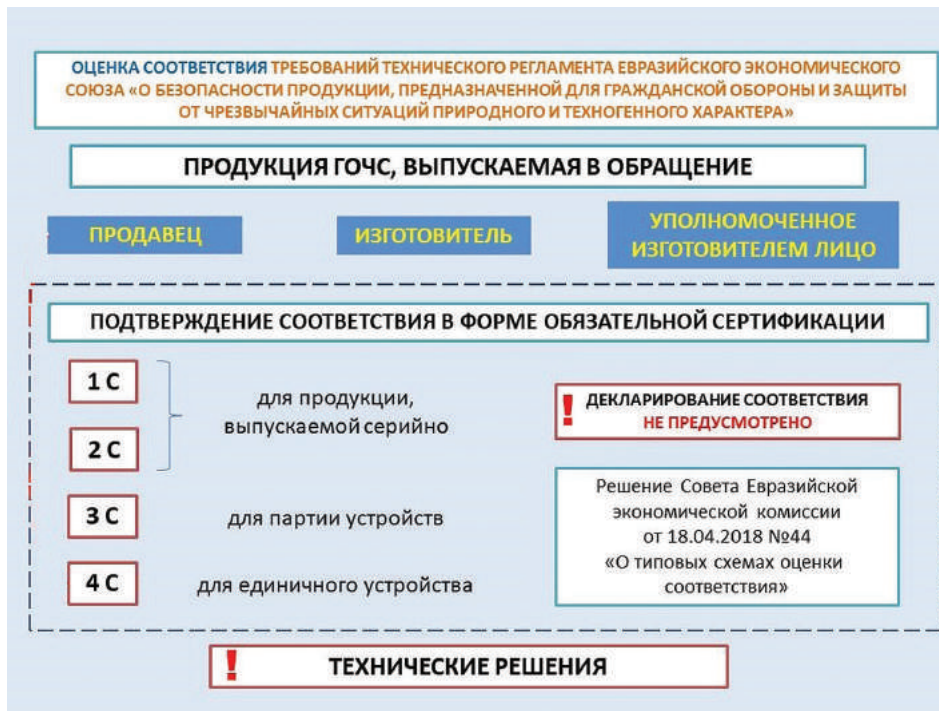 ОЦЕНКА СООТВЕТСТВИЯ ТРЕБОВАНИЙ ТЕХНИЧЕСКОГО РЕГЛАМЕНТА ЕВРАЗИЙСКОГО ЭКОНОМИЧЕСКОГО
СОЮЗА «О БЕЗОПАСНОСТИ ПРОДУКЦИИ, ПРЕДНАЗНАЧЕННОЙ ДЛЯ ГРАЖДАНСКОЙ ОБОРОНЫ И ЗАЩИТЫ
ОТ ЧРЕЗВЫЧАЙНЫХ СИТУАЦИЙ ПРИРОДНОГО И ТЕХНОГЕННОГО ХАРАКТЕРА»
ПРОДУКЦИЯ ГОЧС, ВЫПУСКАЕМАЯ В ОБРАЩЕНИЕ
ПРОДАВЕЦ
ИЗГОТОВИТЕЛЬ
УПОЛНОМОЧЕННОЕ
ИЗГОТОВИТЕЛЕМ ЛИЦО
ПОДТВЕРЖДЕНИЕ СООТВЕТСТВИЯ В ФОРМЕ ОБЯЗАТЕЛЬНОЙ СЕРТИФИКАЦИИ
1 С
2 С
для продукции,
выпускаемой серийно
3 С
для партии устройств
4 С
для единичного устройства
! ДЕКЛАРИРОВАНИЕ СООТВЕТСТВИЯ
НЕ ПРЕДУСМОТРЕНО
Решение Совета Евразийской
экономической комиссии
от 18.04.2018 №44
«О типовых схемах оценки
соответствия»
! ТЕХНИЧЕСКИЕ РЕШЕНИЯ